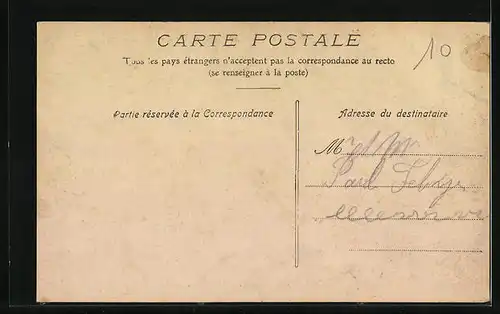 CARTE POSTALE
10
Tous les pays étrangers n'acceptent pas la correspondance au recto
(se renseigner à la poste)
Partie réservée à la Correspondance
Adresse du destinataire
M
Paul